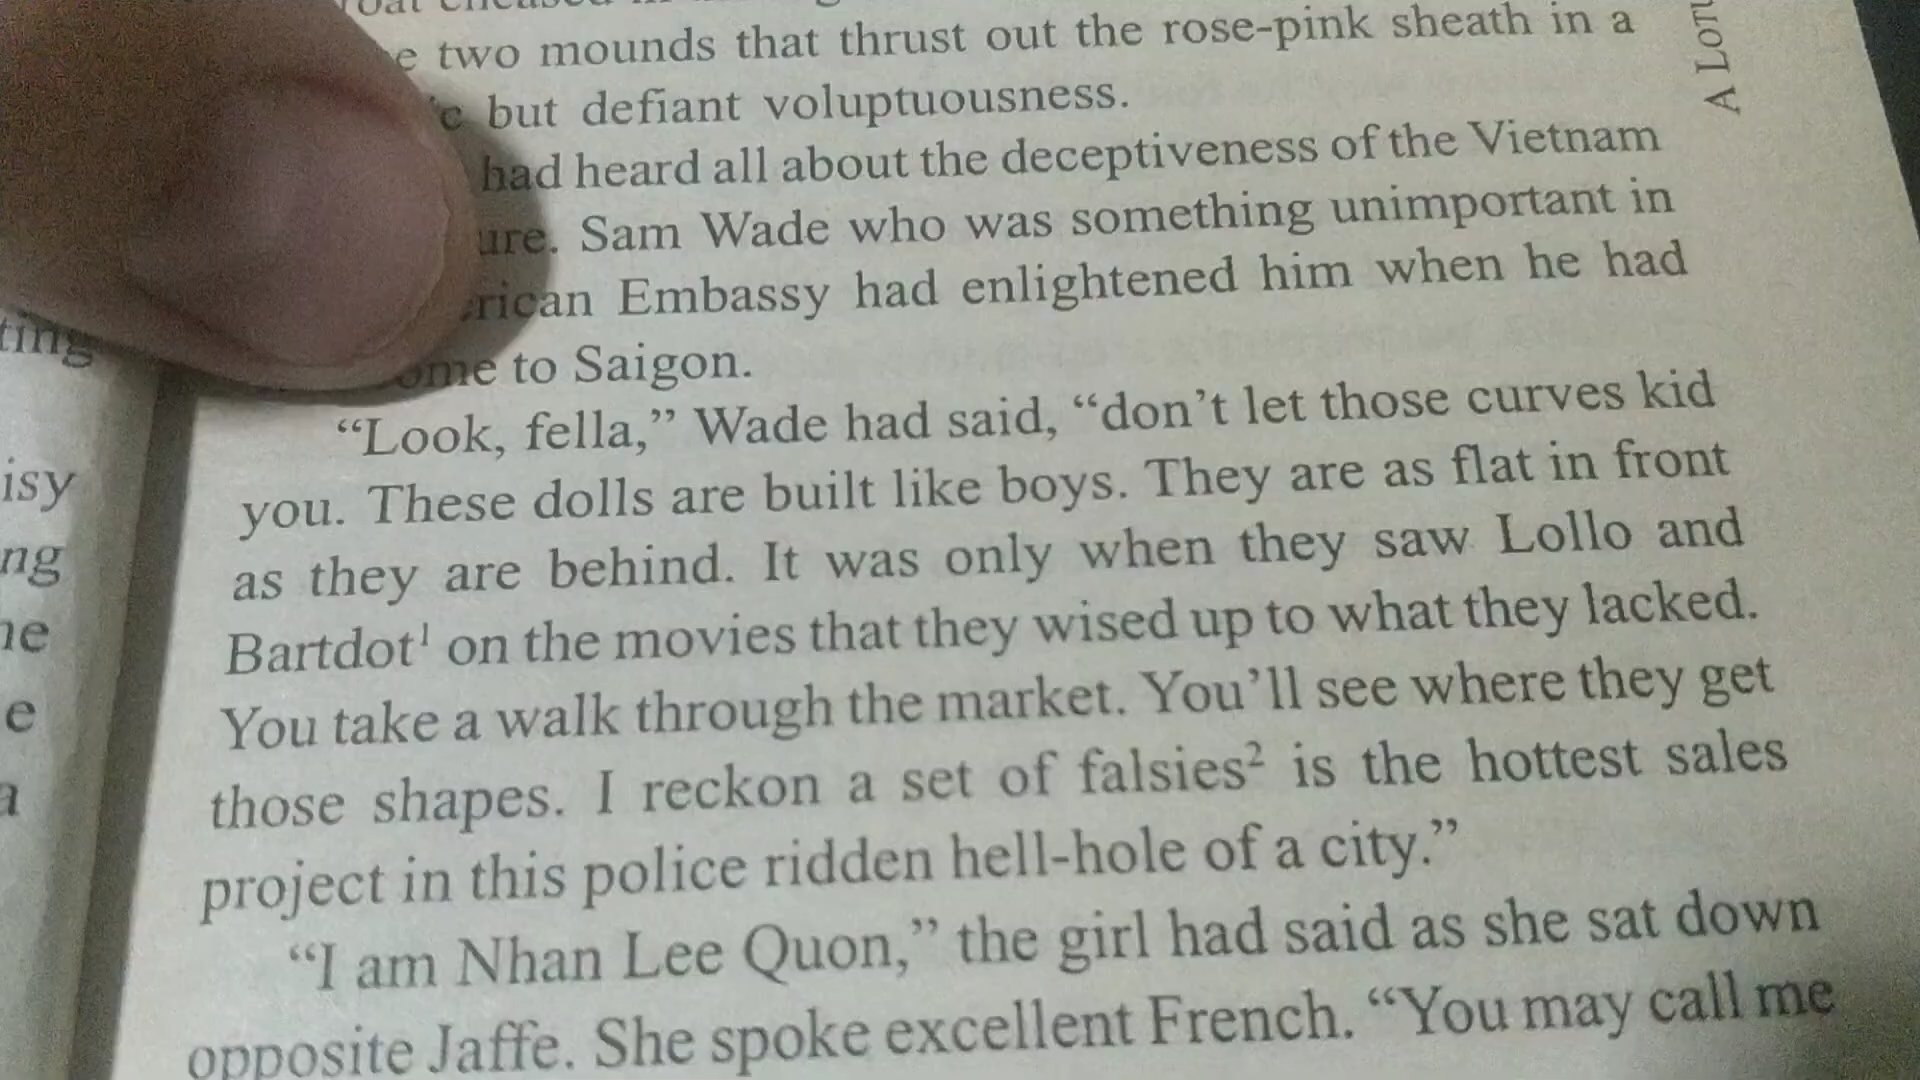 two mounds that thrust out the rose-pink sheath in a
but defiant voluptuousness.
had heard all about the deceptiveness of the Vietnam
Sam Wade who was something unimportant in
Embassy had enlightened him when he had
to Saigon.
“Look, fella,” Wade had said, “don’t let those curves kid
you. These dolls are built like boys. They are as flat in front
as they are behind. It was only when they saw Lollo and
Bartdot¹ on the movies that they wised up to what they lacked.
You take a walk through the market. You’ll see where they get
those shapes. I reckon a set of falsies² is the hottest sales
project in this police ridden hell-hole of a city.”
“I am Nhan Lee Quon,” the girl had said as she sat down
opposite Jaffe. She spoke excellent French. “You may call me
A